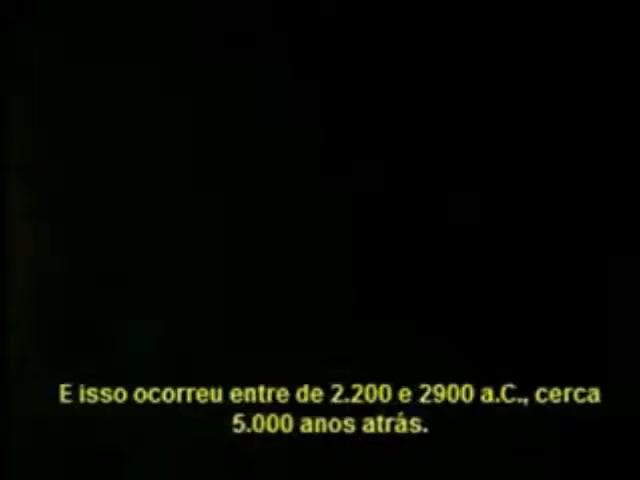 E isso ocorreu entre de 2.200 e 2900 a.C., cerca
5.000 anos atrás.